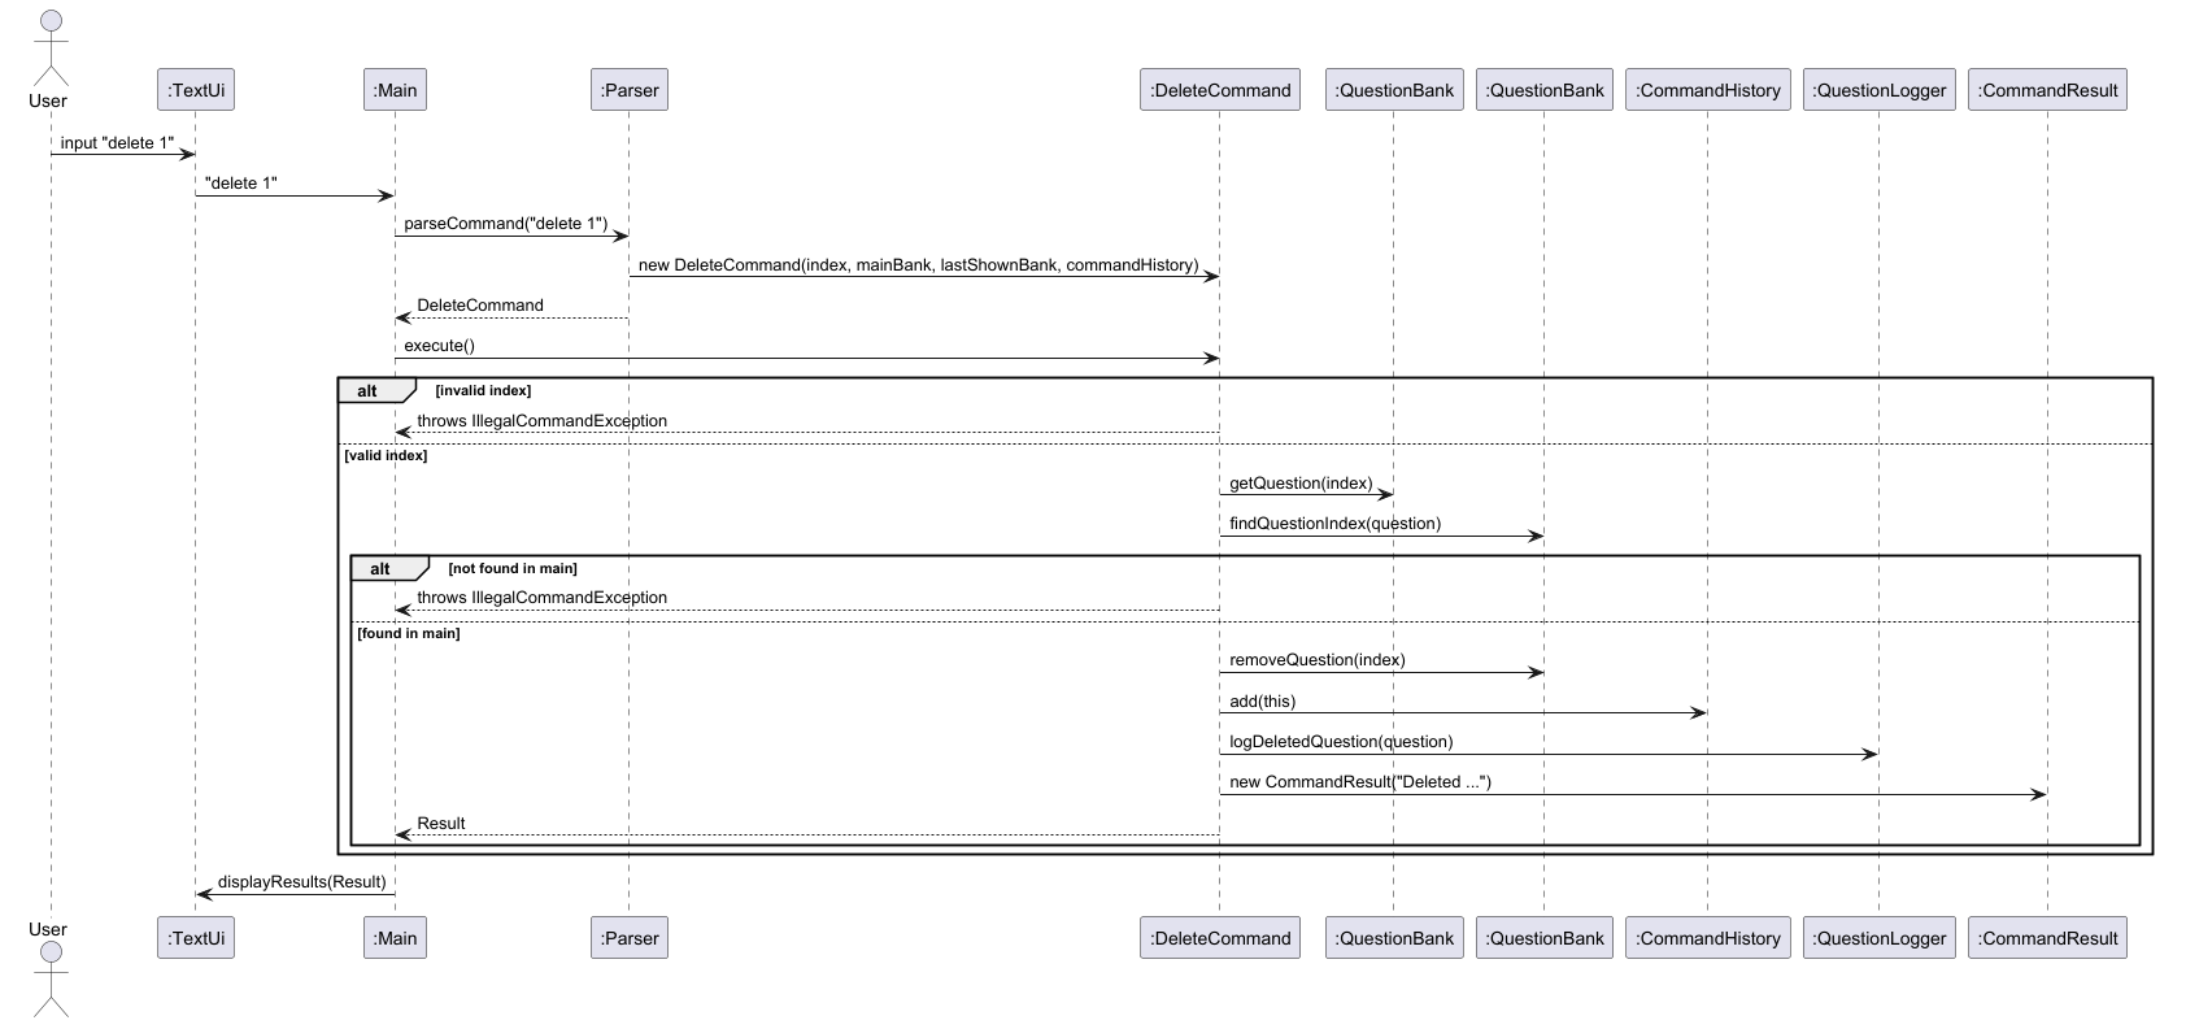 User
:TextUi
:Main
:Parser
:DeleteCommand
:QuestionBank
:QuestionBank
:CommandHistory
:QuestionLogger
:CommandResult
input "delete 1"
"delete 1"
parseCommand("delete 1")
new DeleteCommand(index, mainBank, lastShownBank, commandHistory)
DeleteCommand
execute()
alt
[invalid index]
throws IllegalCommandException
[valid index]
getQuestion(index)
findQuestionIndex(question)
alt
[not found in main]
throws IllegalCommandException
[found in main]
removeQuestion(index)
add(this)
logDeletedQuestion(question)
new CommandResult("Deleted ...")
Result
displayResults(Result)
User
:TextUi
:Main
:Parser
:DeleteCommand
:QuestionBank
:QuestionBank
:CommandHistory
:QuestionLogger
:CommandResult